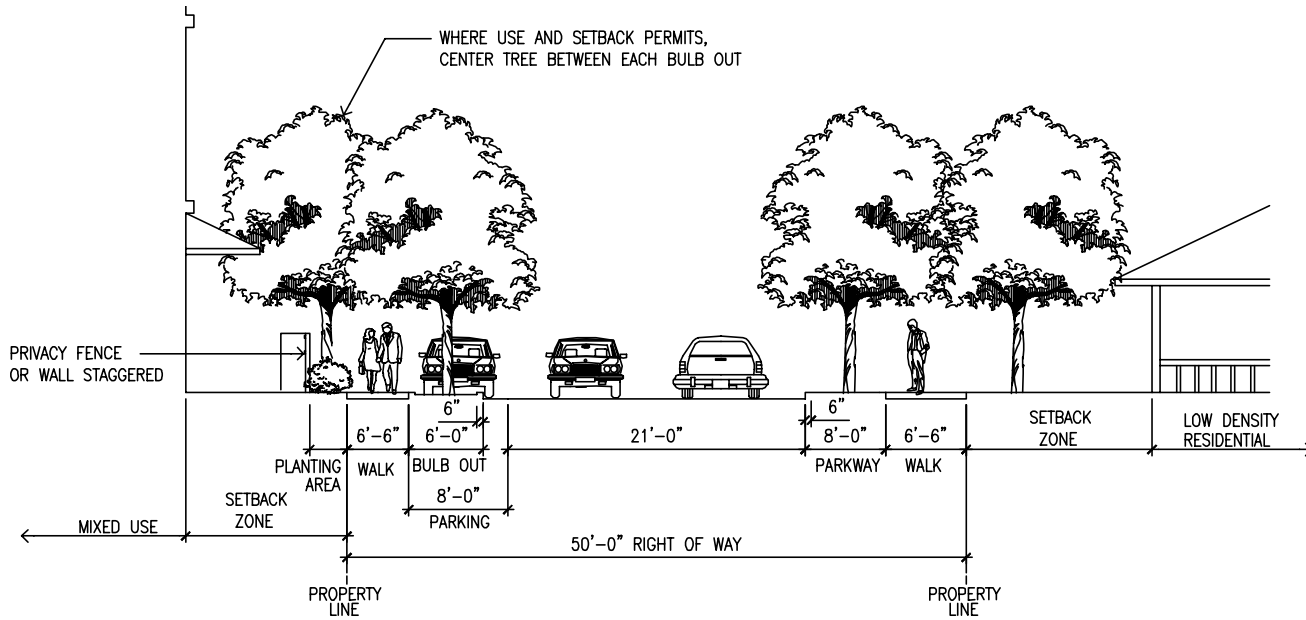 WHERE USE AND SETBACK PERMITS,
CENTER TREE BETWEEN EACH BULB OUT
PRIVACY FENCE
OR WALL STAGGERED
6"
6'-6"
6'-0"
21'-0"
6"
8'-0"
6'-6"
SETBACK
ZONE
LOW DENSITY
RESIDENTIAL
PLANTING
AREA
WALK
BULB OUT
PARKWAY
WALK
8'-0"
PARKING
SETBACK
ZONE
MIXED USE
50'-0" RIGHT OF WAY
PROPERTY
LINE
PROPERTY
LINE